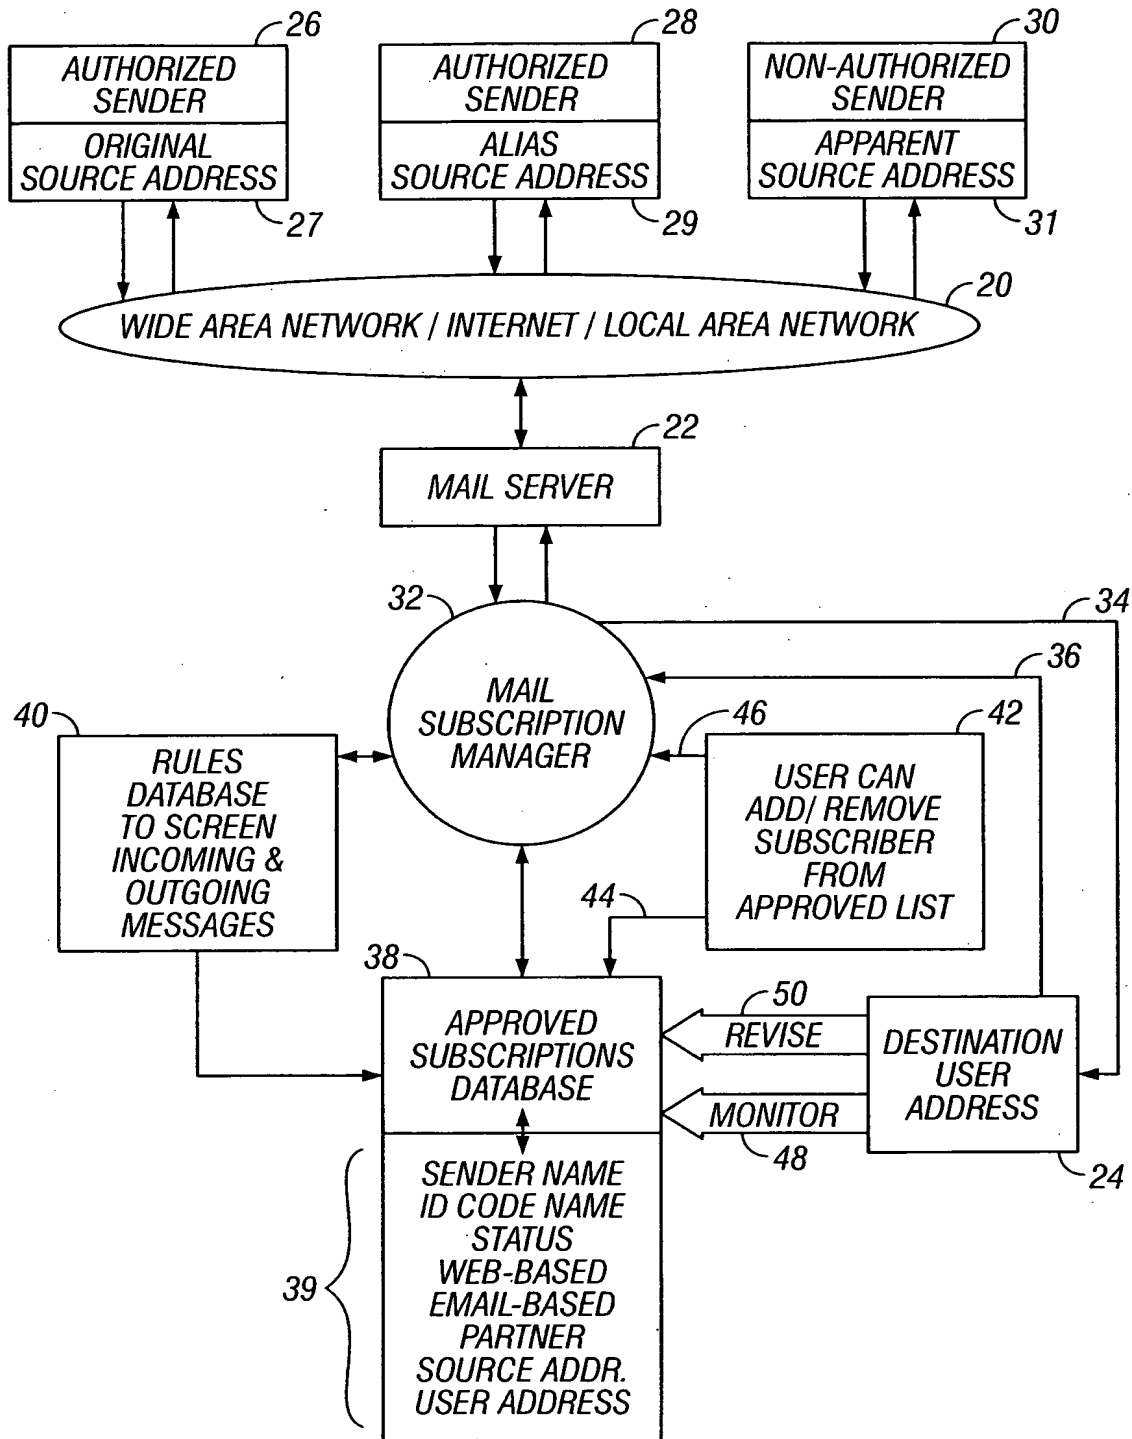 26
28
30
AUTHORIZED
SENDER
AUTHORIZED
SENDER
NON-AUTHORIZED
SENDER
ORIGINAL
SOURCE ADDRESS
ALIAS
SOURCE ADDRESS
APPARENT
SOURCE ADDRESS
27
29
31
20
WIDE AREA NETWORK / INTERNET / LOCAL AREA NETWORK
22
MAIL SERVER
32
34
36
MAIL
SUBSCRIPTION
MANAGER
40
RULES
DATABASE
TO SCREEN
INCOMING &
OUTGOING
MESSAGES
46
42
USER CAN
ADD/ REMOVE
SUBSCRIBER
FROM
APPROVED LIST
44
38
APPROVED
SUBSCRIPTIONS
DATABASE
50
REVISE
MONITOR
48
DESTINATION
USER
ADDRESS
24
39
SENDER NAME
ID CODE NAME
STATUS
WEB-BASED
EMAIL-BASED
PARTNER
SOURCE ADDR.
USER ADDRESS